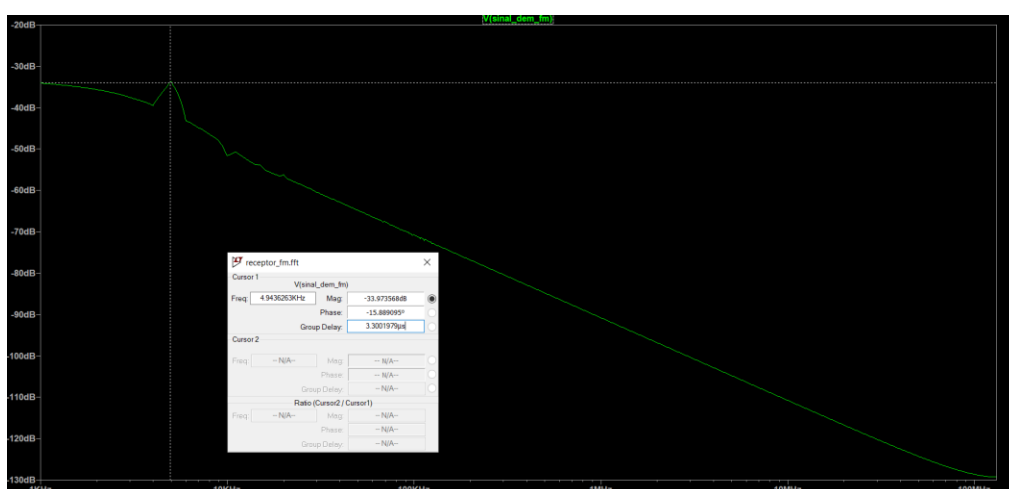 V(sinal_dem_fm)
-20dB
-30dB
-40dB
-50dB
-60dB
-70dB
-80dB
-90dB
-100dB
-110dB
-120dB
-130dB
receptor_fm.fft
Cursor 1
V(sinal_dem_fm)
Freq: 4.9436263KHz Mag: -33.973568dB
Phase: -15.889095º
Group Delay: 3.3001979µs
Cursor 2
Freq: -- N/A-- Mag: -- N/A--
Phase: -- N/A--
Group Delay: -- N/A--
Ratio (Cursor2 / Cursor1)
Freq: -- N/A-- Mag: -- N/A--
Phase: -- N/A--
Group Delay: -- N/A--